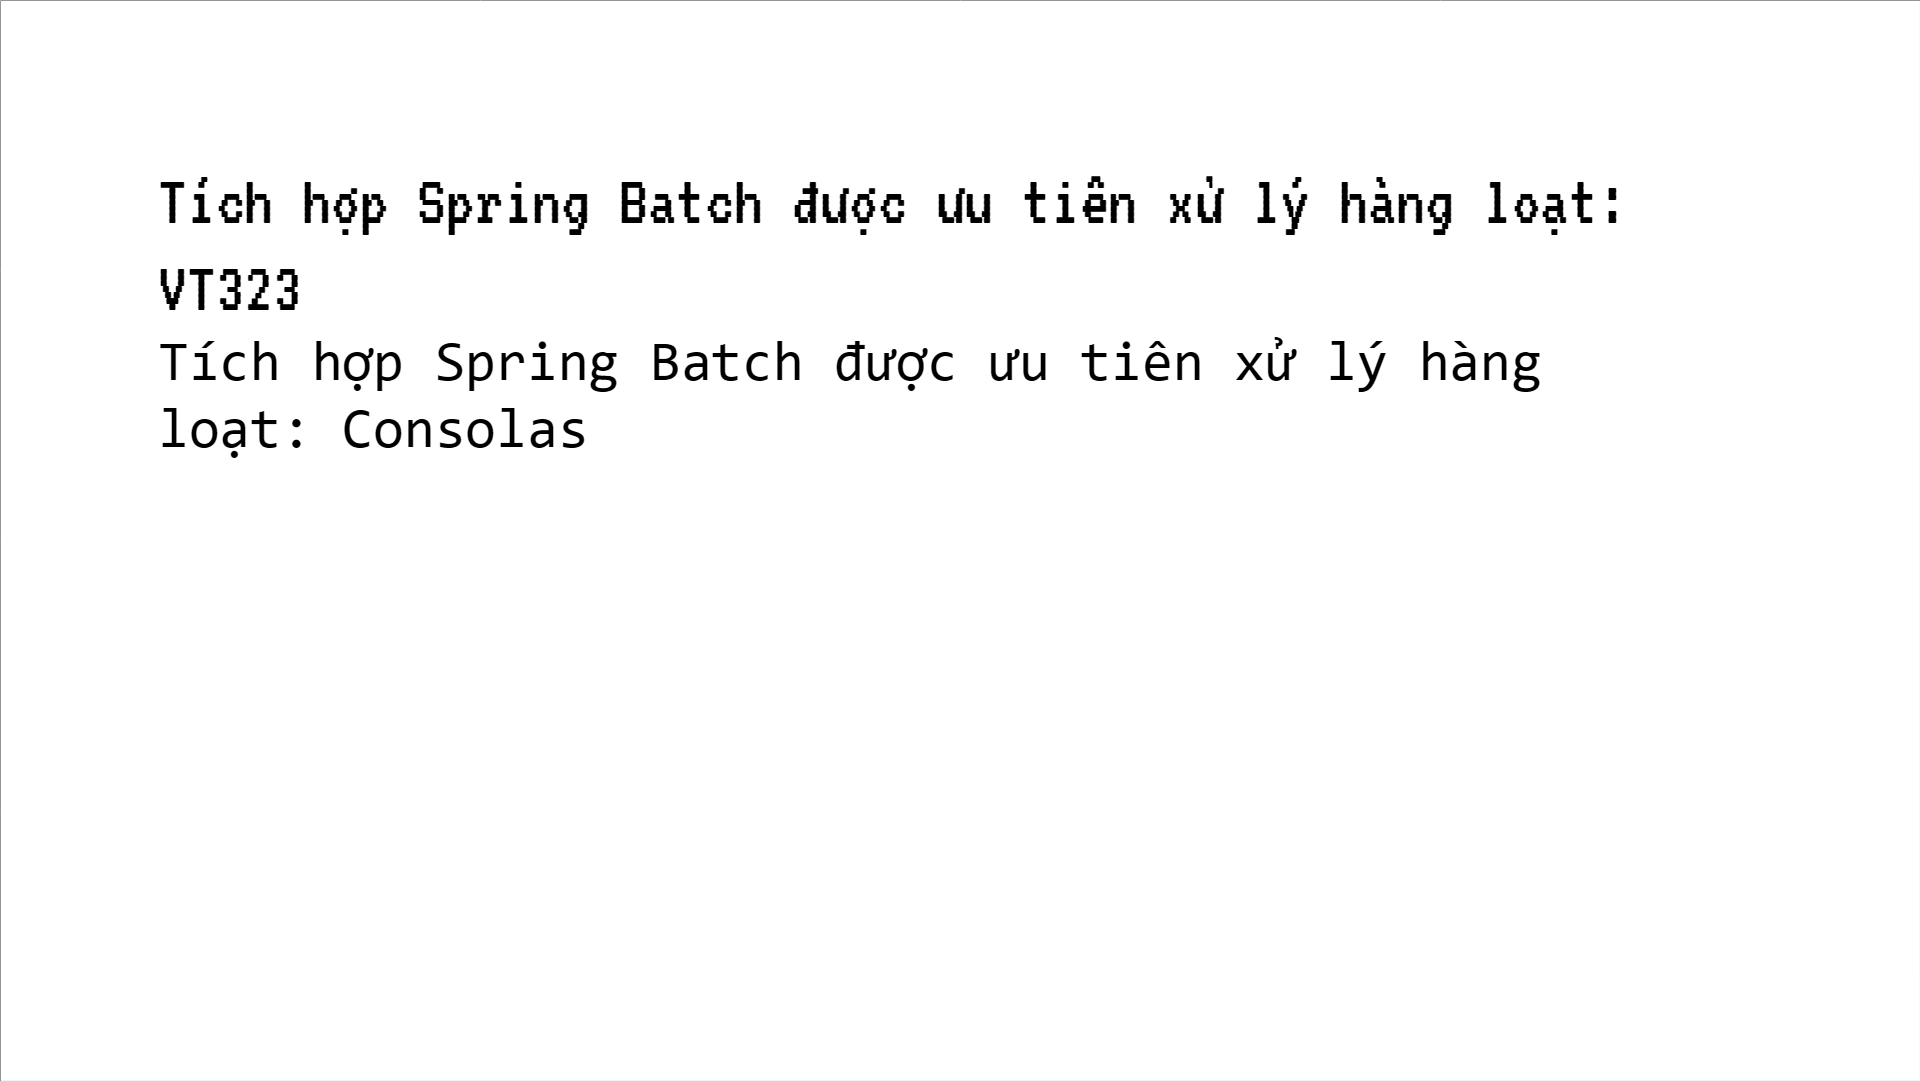 Tích hợp Spring Batch được ưu tiên xử lý hàng loạt:
VT323
Tích hợp Spring Batch được ưu tiên xử lý hàng
loạt: Consolas